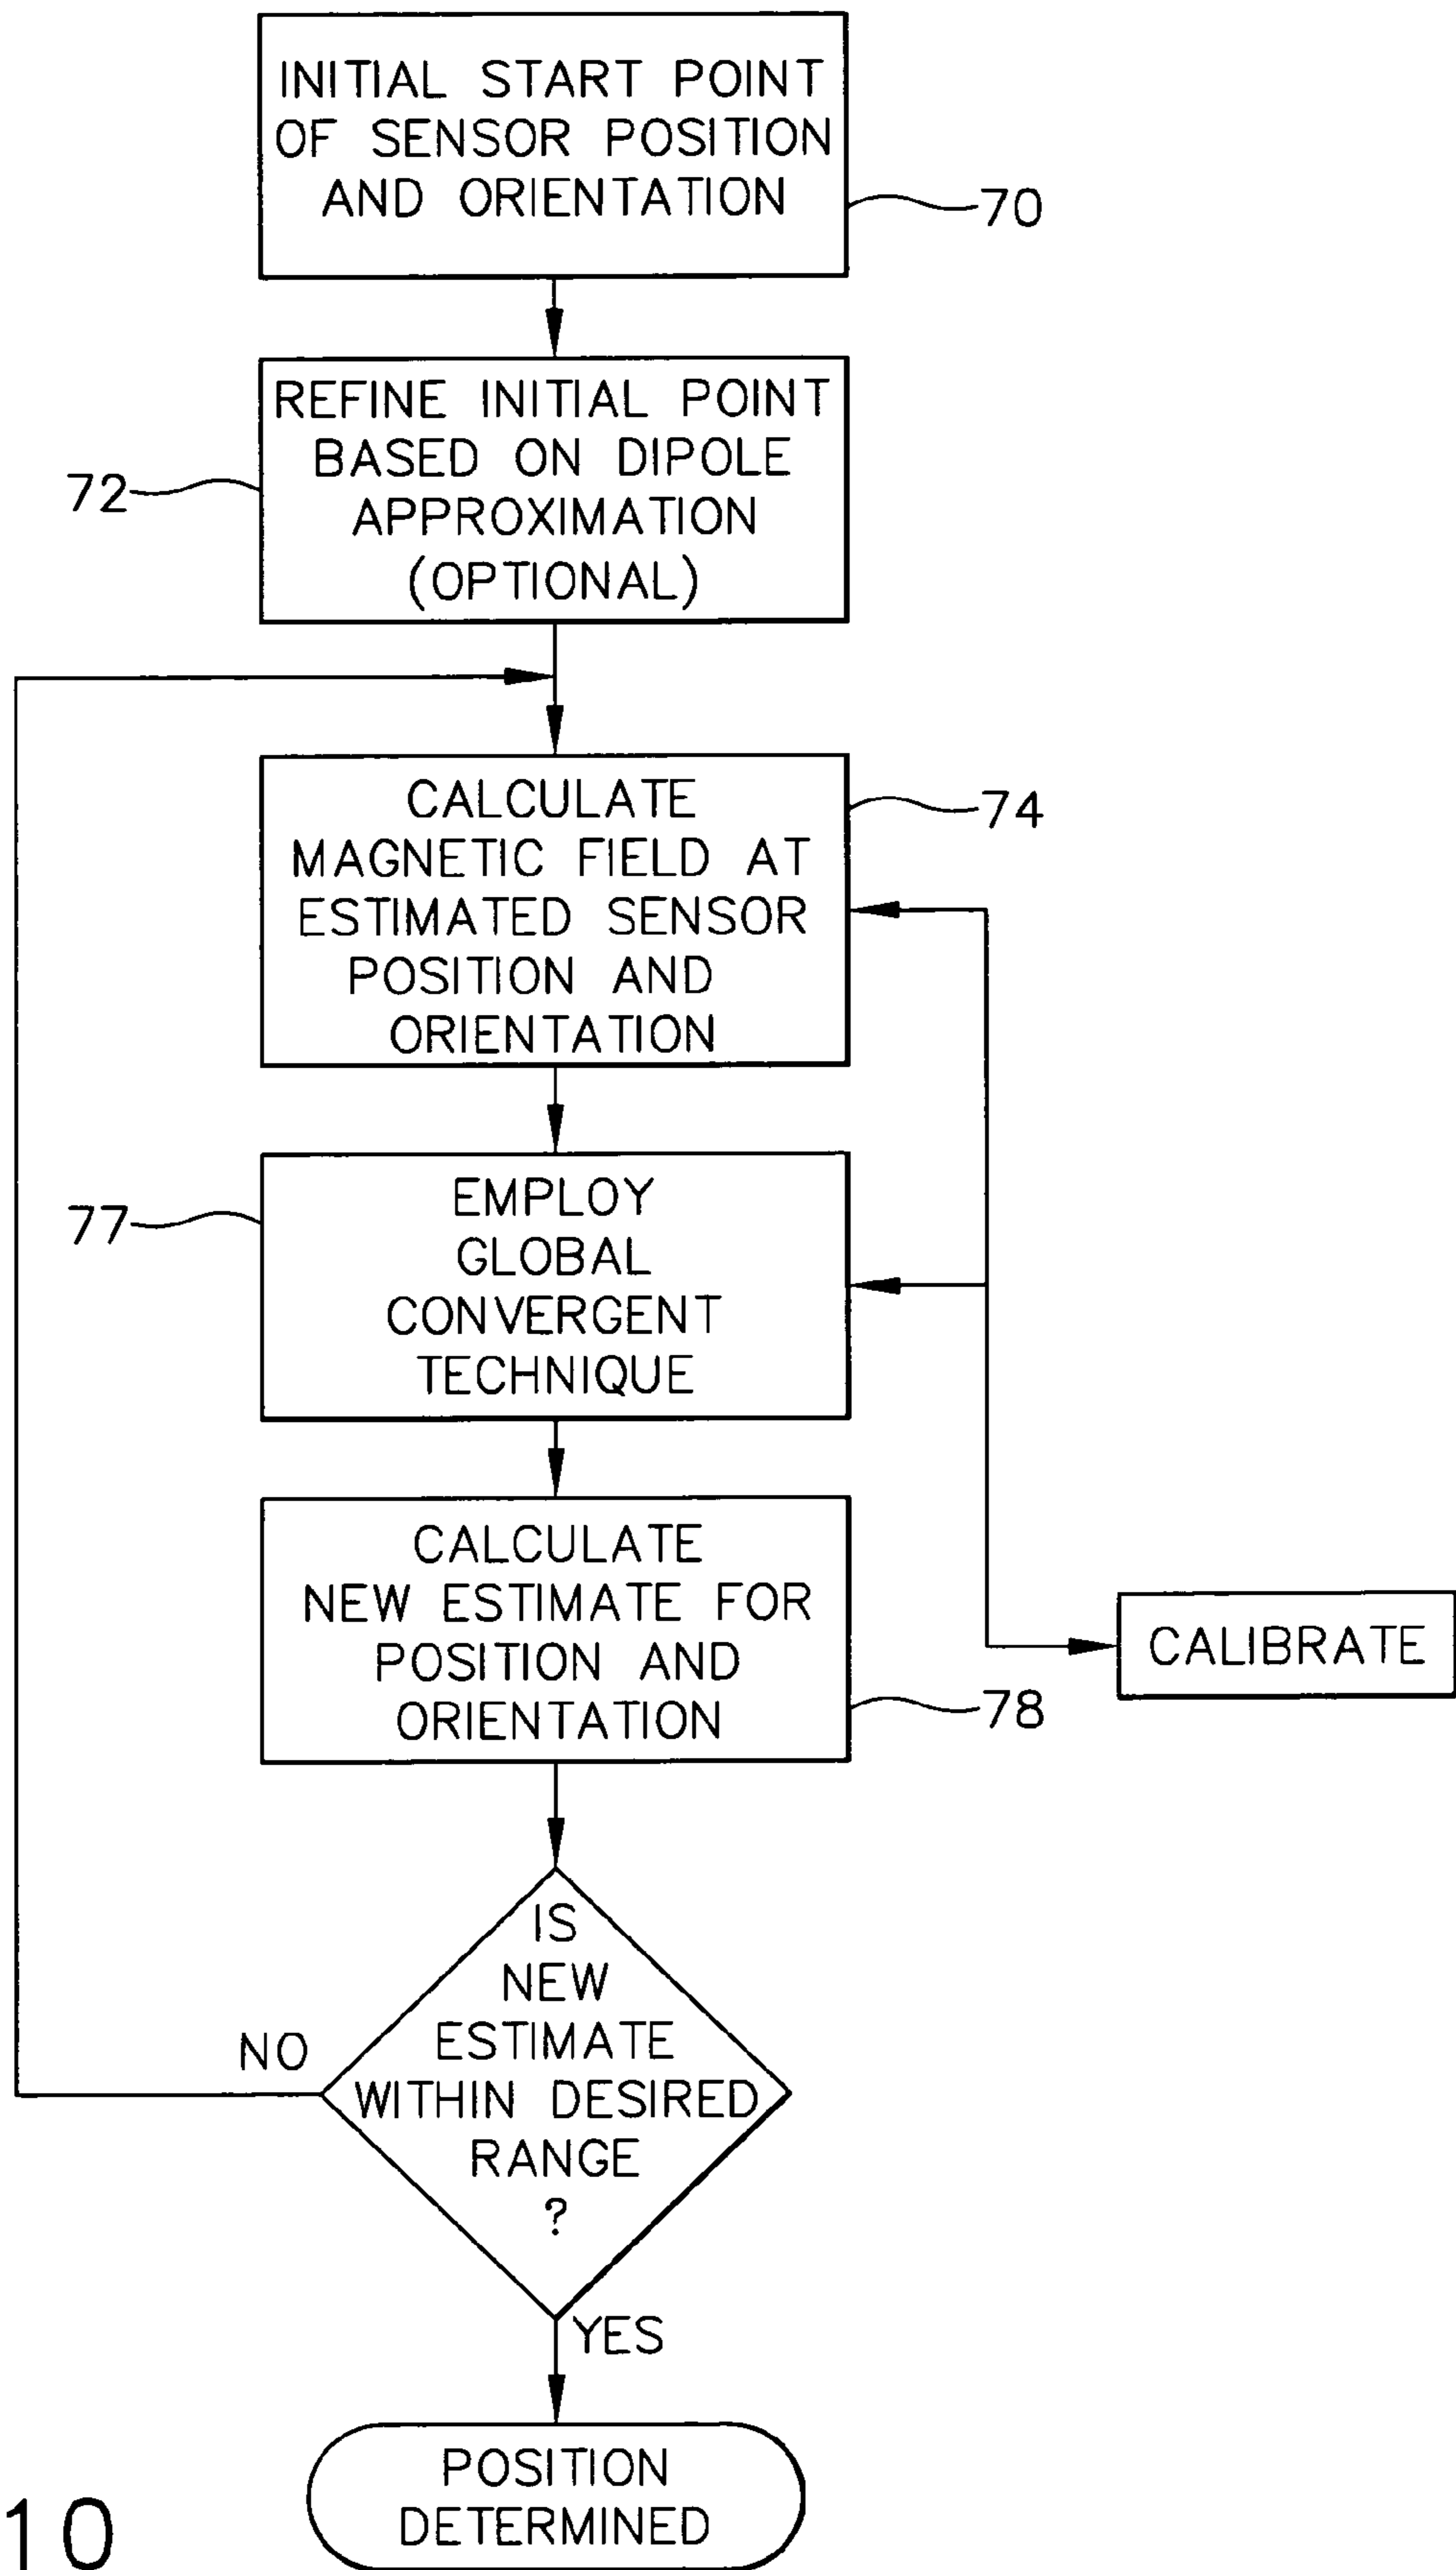 INITIAL START POINT
OF SENSOR POSITION
AND ORIENTATION
70
REFINE INITIAL POINT
BASED ON DIPOLE
APPROXIMATION
(OPTIONAL)
72
CALCULATE
MAGNETIC FIELD AT
ESTIMATED SENSOR
POSITION AND
ORIENTATION
74
EMPLOY
GLOBAL
CONVERGENT
TECHNIQUE
77
CALCULATE
NEW ESTIMATE FOR
POSITION AND
ORIENTATION
78
CALIBRATE
IS
NEW
ESTIMATE
WITHIN DESIRED
RANGE
?
NO
YES
POSITION
DETERMINED
10